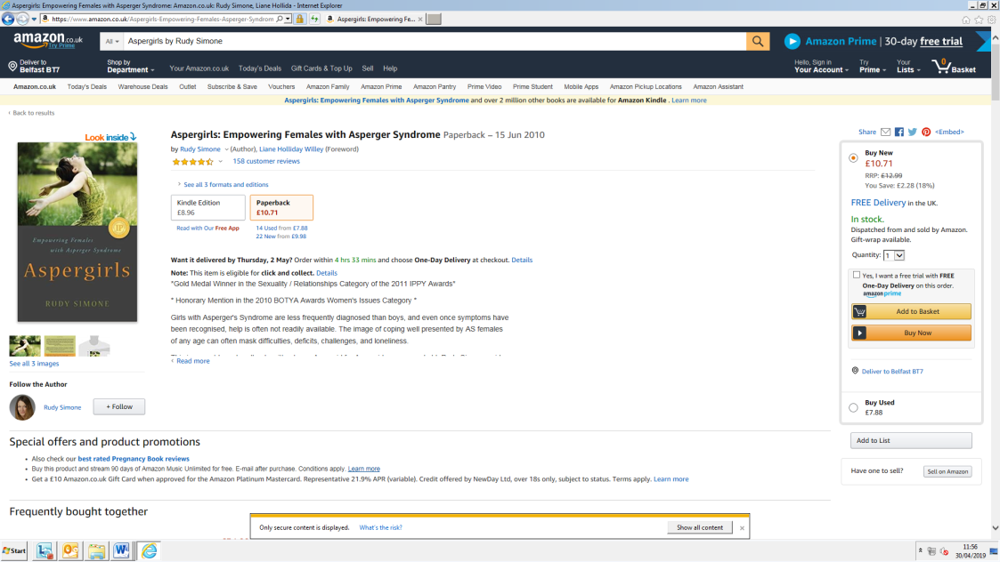 Aspergirls: Empowering Females with Asperger Syndrome: Amazon.co.uk: Rudy Simone, Liane Hollida - Internet Explorer
https://www.amazon.co.uk/Aspergirls-Empowering-Females-Asperger-Syndrom
Aspergirls: Empowering Fe...
amazon.co.uk
Try Prime
All
Aspergirls by Rudy Simone
Amazon Prime | 30-day free trial
Deliver to
Belfast BT7
Shop by
Department
Your Amazon.co.uk Today's Deals Gift Cards & Top Up Sell Help
Hello, Sign in
Your Account
Try
Prime
Your
Lists
0
Basket
Amazon.co.uk Today's Deals Warehouse Deals Outlet Subscribe & Save Vouchers Amazon Family Amazon Prime Amazon Pantry Prime Video Prime Student Mobile Apps Amazon Pickup Locations Amazon Assistant
Aspergirls: Empowering Females with Asperger Syndrome and over 2 million other books are available for Amazon Kindle . Learn more
‹ Back to results
Look inside
Empowering Females
with Asperger Syndrome
Aspergirls
RUDY SIMONE
See all 3 images
Follow the Author
Rudy Simone
+ Follow
Aspergirls: Empowering Females with Asperger Syndrome Paperback – 15 Jun 2010
by Rudy Simone (Author), Liane Holliday Willey (Foreword)
158 customer reviews
› See all 3 formats and editions
Kindle Edition
£8.96
Paperback
£10.71
Read with Our Free App
14 Used from £7.88
22 New from £9.98
Want it delivered by Thursday, 2 May? Order within 4 hrs 33 mins and choose One-Day Delivery at checkout. Details
Note: This item is eligible for click and collect. Details
*Gold Medal Winner in the Sexuality / Relationships Category of the 2011 IPPY Awards*
* Honorary Mention in the 2010 BOTYA Awards Women's Issues Category *
Girls with Asperger's Syndrome are less frequently diagnosed than boys, and even once symptoms have
been recognised, help is often not readily available. The image of coping well presented by AS females
of any age can often mask difficulties, deficits, challenges, and loneliness.
‹ Read more
Share <Embed>
Buy New
£10.71
RRP: £12.99
You Save: £2.28 (18%)
FREE Delivery in the UK.
In stock.
Dispatched from and sold by Amazon.
Gift-wrap available.
Quantity: 1
Yes, I want a free trial with FREE
One-Day Delivery on this order.
amazon prime
Add to Basket
Buy Now
Deliver to Belfast BT7
Buy Used
£7.88
Add to List
Have one to sell?
Sell on Amazon
Special offers and product promotions
• Also check our best rated Pregnancy Book reviews
• Buy this product and stream 90 days of Amazon Music Unlimited for free. E-mail after purchase. Conditions apply. Learn more
• Get a £10 Amazon.co.uk Gift Card when approved for the Amazon Platinum Mastercard. Representative 21.9% APR (variable). Credit offered by NewDay Ltd, over 18s only, subject to status. Terms apply. Learn more
Frequently bought together
Only secure content is displayed. What's the risk?
Show all content
Start
11:56
30/04/2019